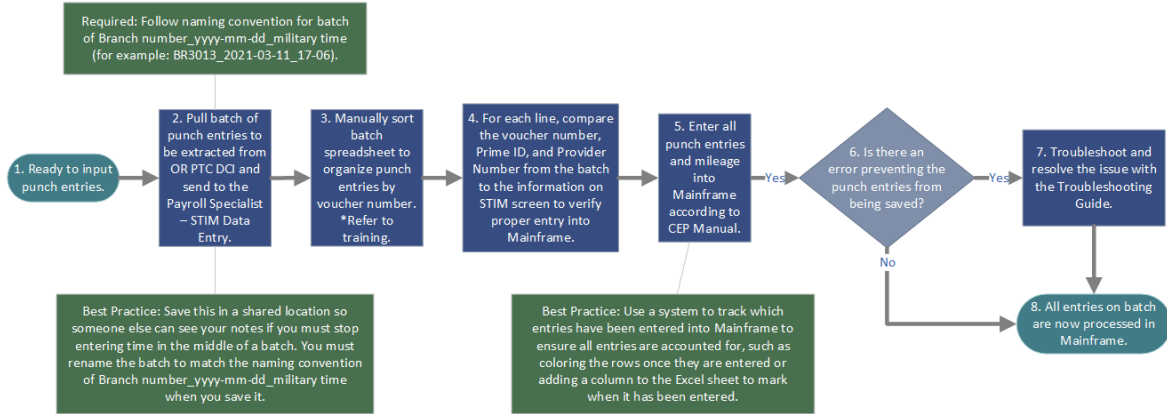 Required: Follow naming convention for batch
of Branch number_yyyy-mm-dd_military time
(for example: BR3013_2021-03-11_17-06).
1. Ready to input
punch entries.
2. Pull batch of
punch entries to
be extracted from
OR PTC DCI and
send to the
Payroll Specialist
– STIM Data
Entry.
3. Manually sort
batch
spreadsheet to
organize punch
entries by
voucher number.
*Refer to
training.
4. For each line, compare
the voucher number,
Prime ID, and Provider
Number from the batch
to the information on
STIM screen to verify
proper entry into
Mainframe.
5. Enter all
punch entries
and mileage
into
Mainframe
according to
CEP Manual.
Yes
6. Is there an
error preventing the
punch entries from
being saved?
Yes
7. Troubleshoot and
resolve the issue with
the Troubleshooting
Guide.
No
8. All entries on batch
are now processed in
Mainframe.
Best Practice: Save this in a shared location so
someone else can see your notes if you must stop
entering time in the middle of a batch. You must
rename the batch to match the naming convention
of Branch number_yyyy-mm-dd_military time
when you save it.
Best Practice: Use a system to track which
entries have been entered into Mainframe to
ensure all entries are accounted for, such as
coloring the rows once they are entered or
adding a column to the Excel sheet to mark
when it has been entered.